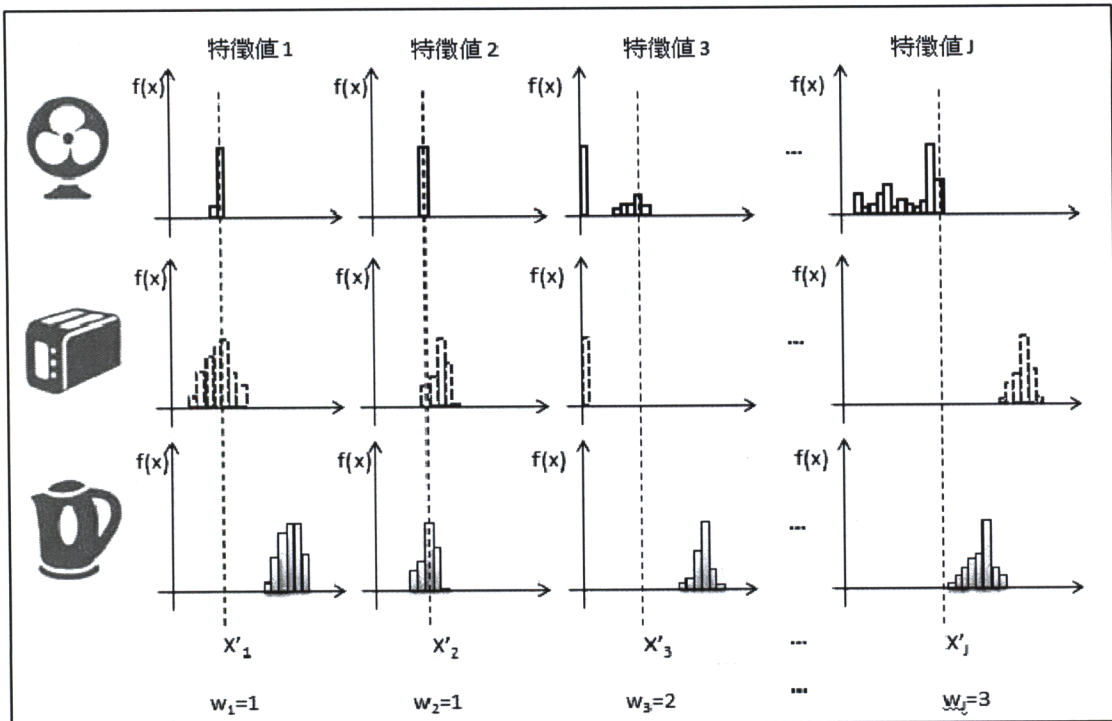 特徵值1 特徵值2 特徵值3 特徵值J
f(x) f(x) f(x) f(x)
...
f(x) f(x) f(x) f(x)
...
f(x) f(x) f(x) f(x)
...
X'₁ X'₂ X'₃ ... X'J
w₁=1 w₂=1 w₃=2 ... wJ=3